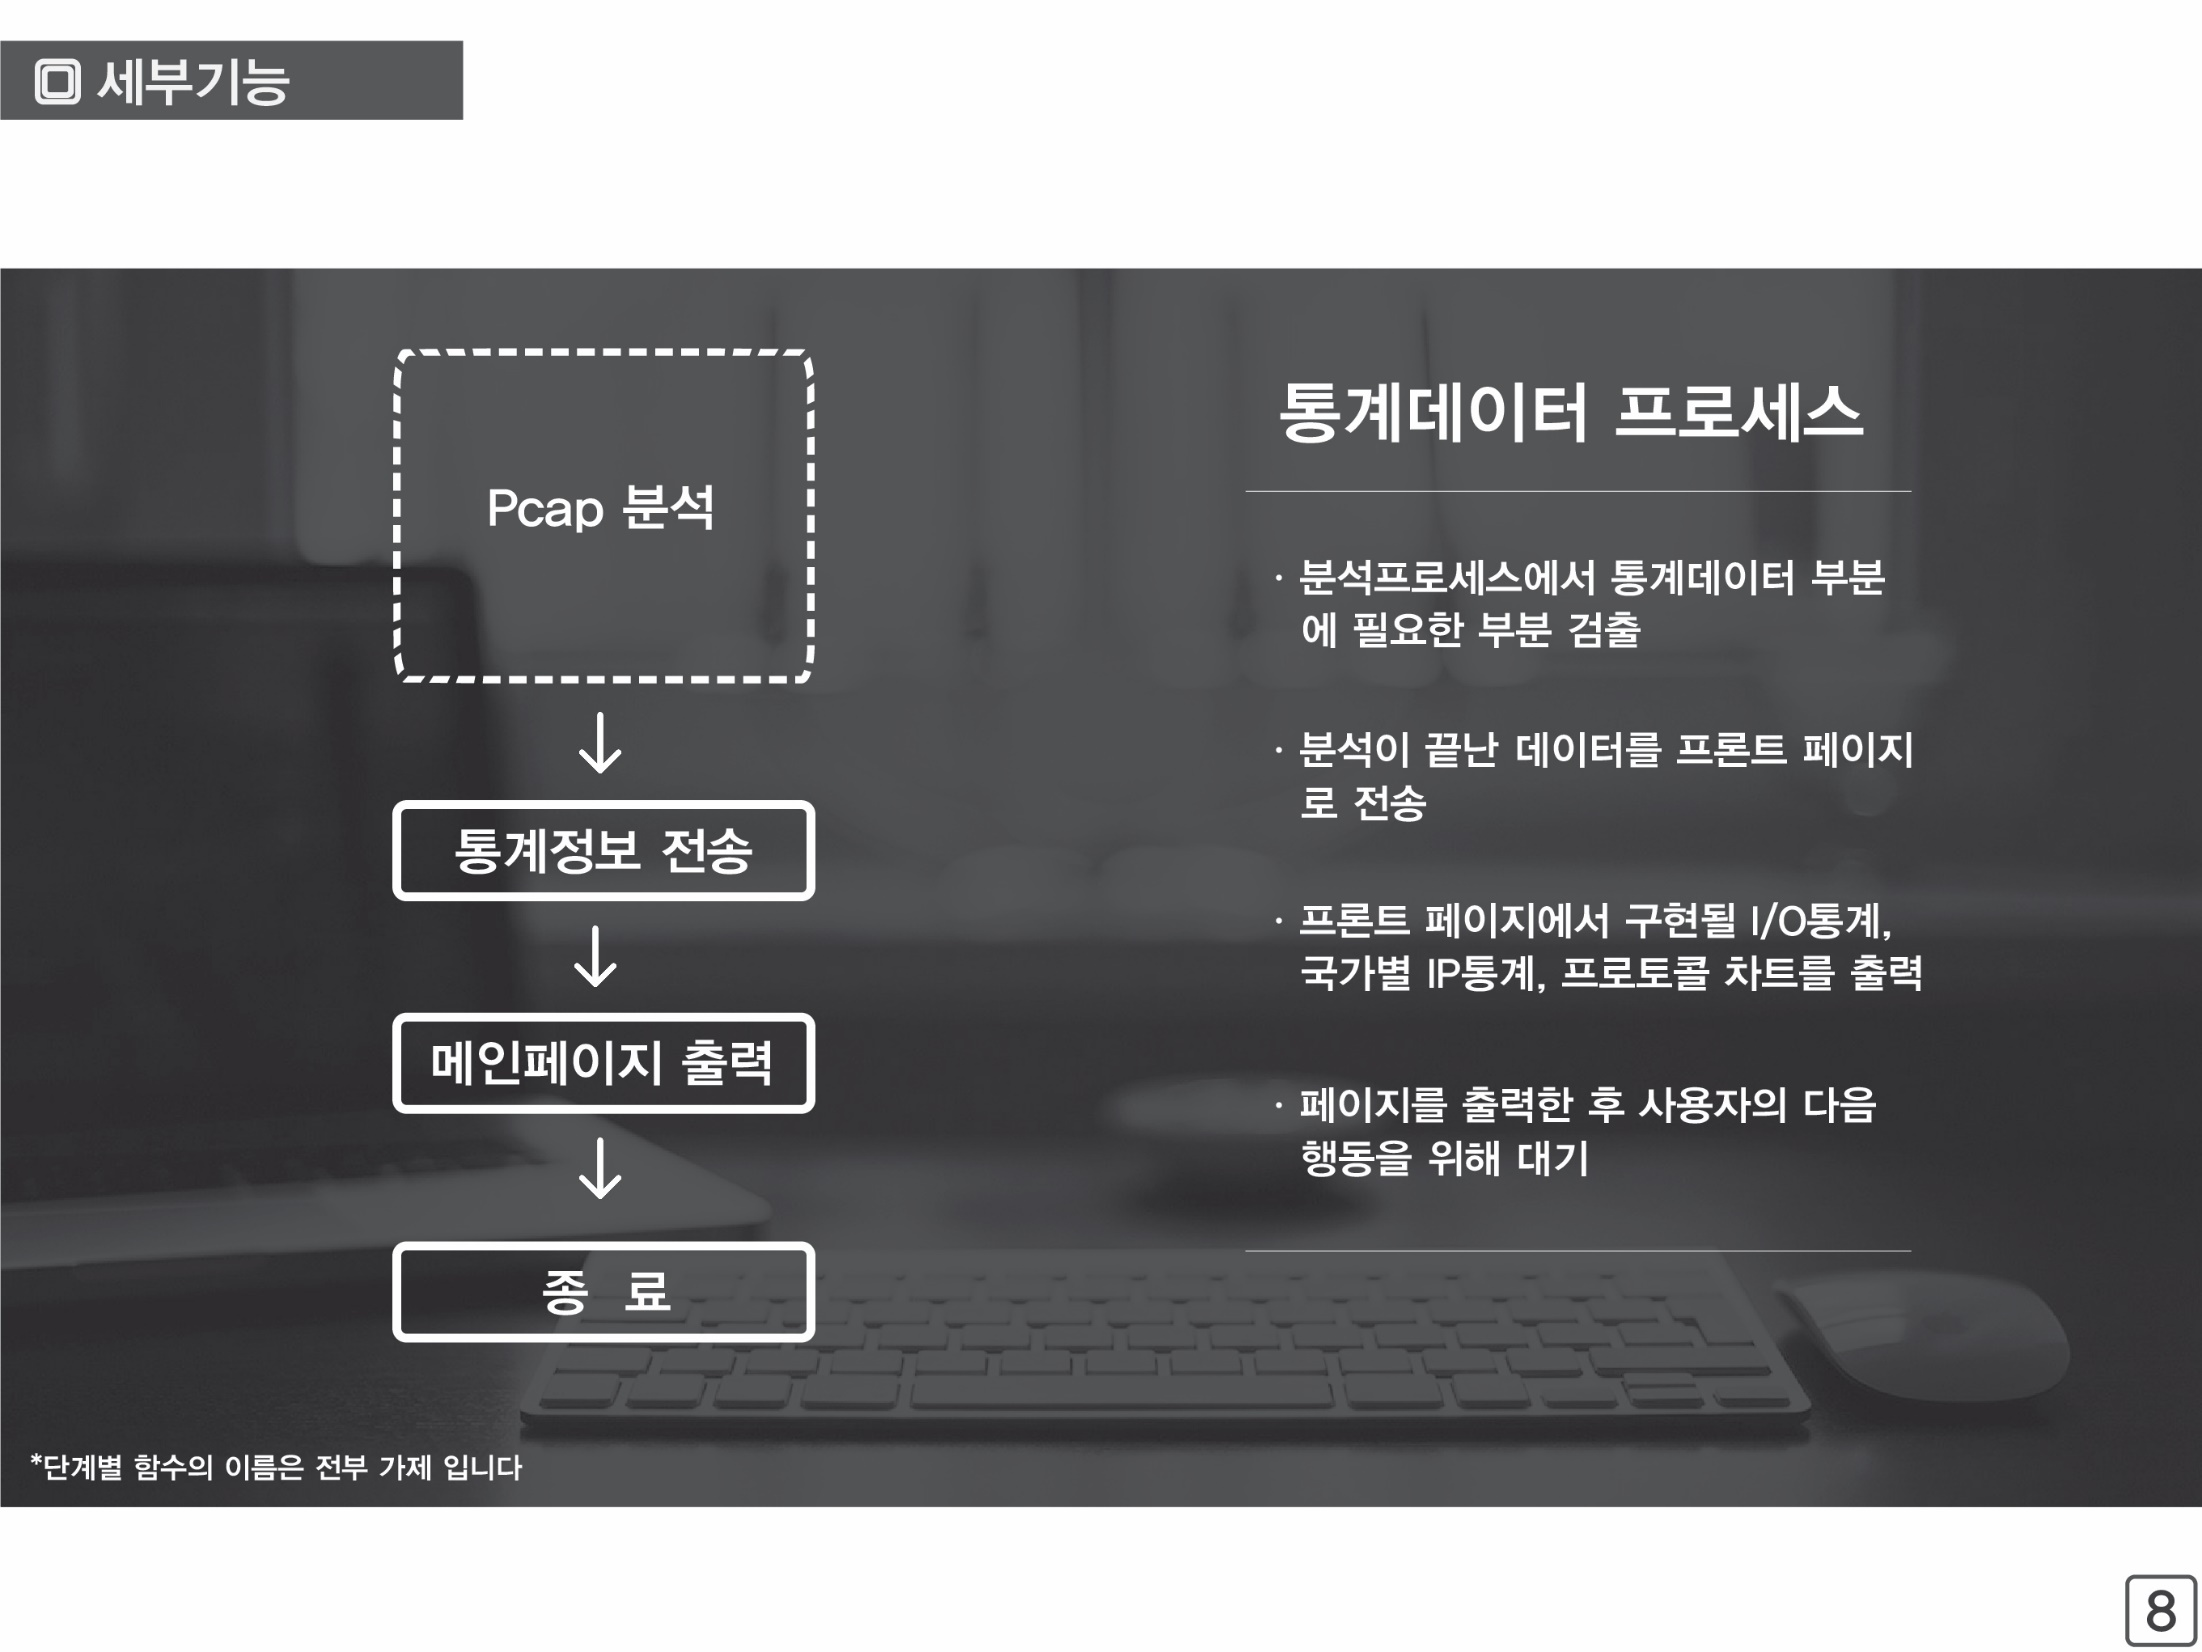 세부기능
Pcap 분석
통계정보 전송
메인페이지 출력
종 료
통계데이터 프로세스
· 분석프로세스에서 통계데이터 부분
에 필요한 부분 검출
· 분석이 끝난 데이터를 프론트 페이지
로 전송
· 프론트 페이지에서 구현될 I/O통계,
국가별 IP통계, 프로토콜 차트를 출력
· 페이지를 출력한 후 사용자의 다음
행동을 위해 대기
*단계별 함수의 이름은 전부 가제 입니다
8